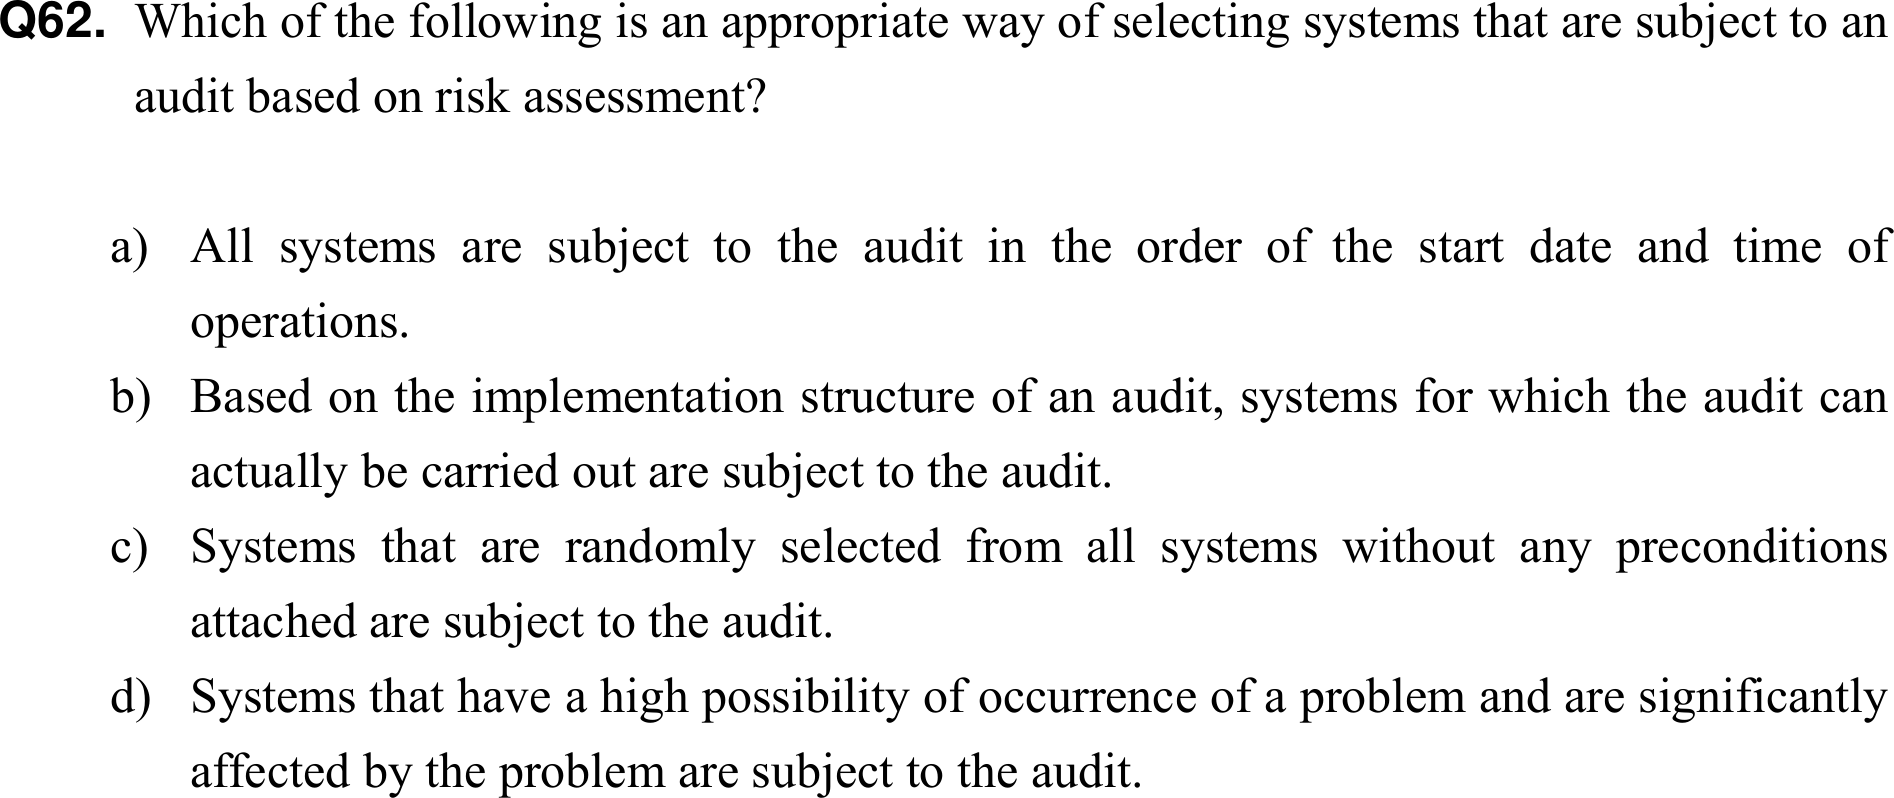 Q62. Which of the following is an appropriate way of selecting systems that are subject to an
audit based on risk assessment?
a) All systems are subject to the audit in the order of the start date and time of
operations.
b) Based on the implementation structure of an audit, systems for which the audit can
actually be carried out are subject to the audit.
c) Systems that are randomly selected from all systems without any preconditions
attached are subject to the audit.
d) Systems that have a high possibility of occurrence of a problem and are significantly
affected by the problem are subject to the audit.